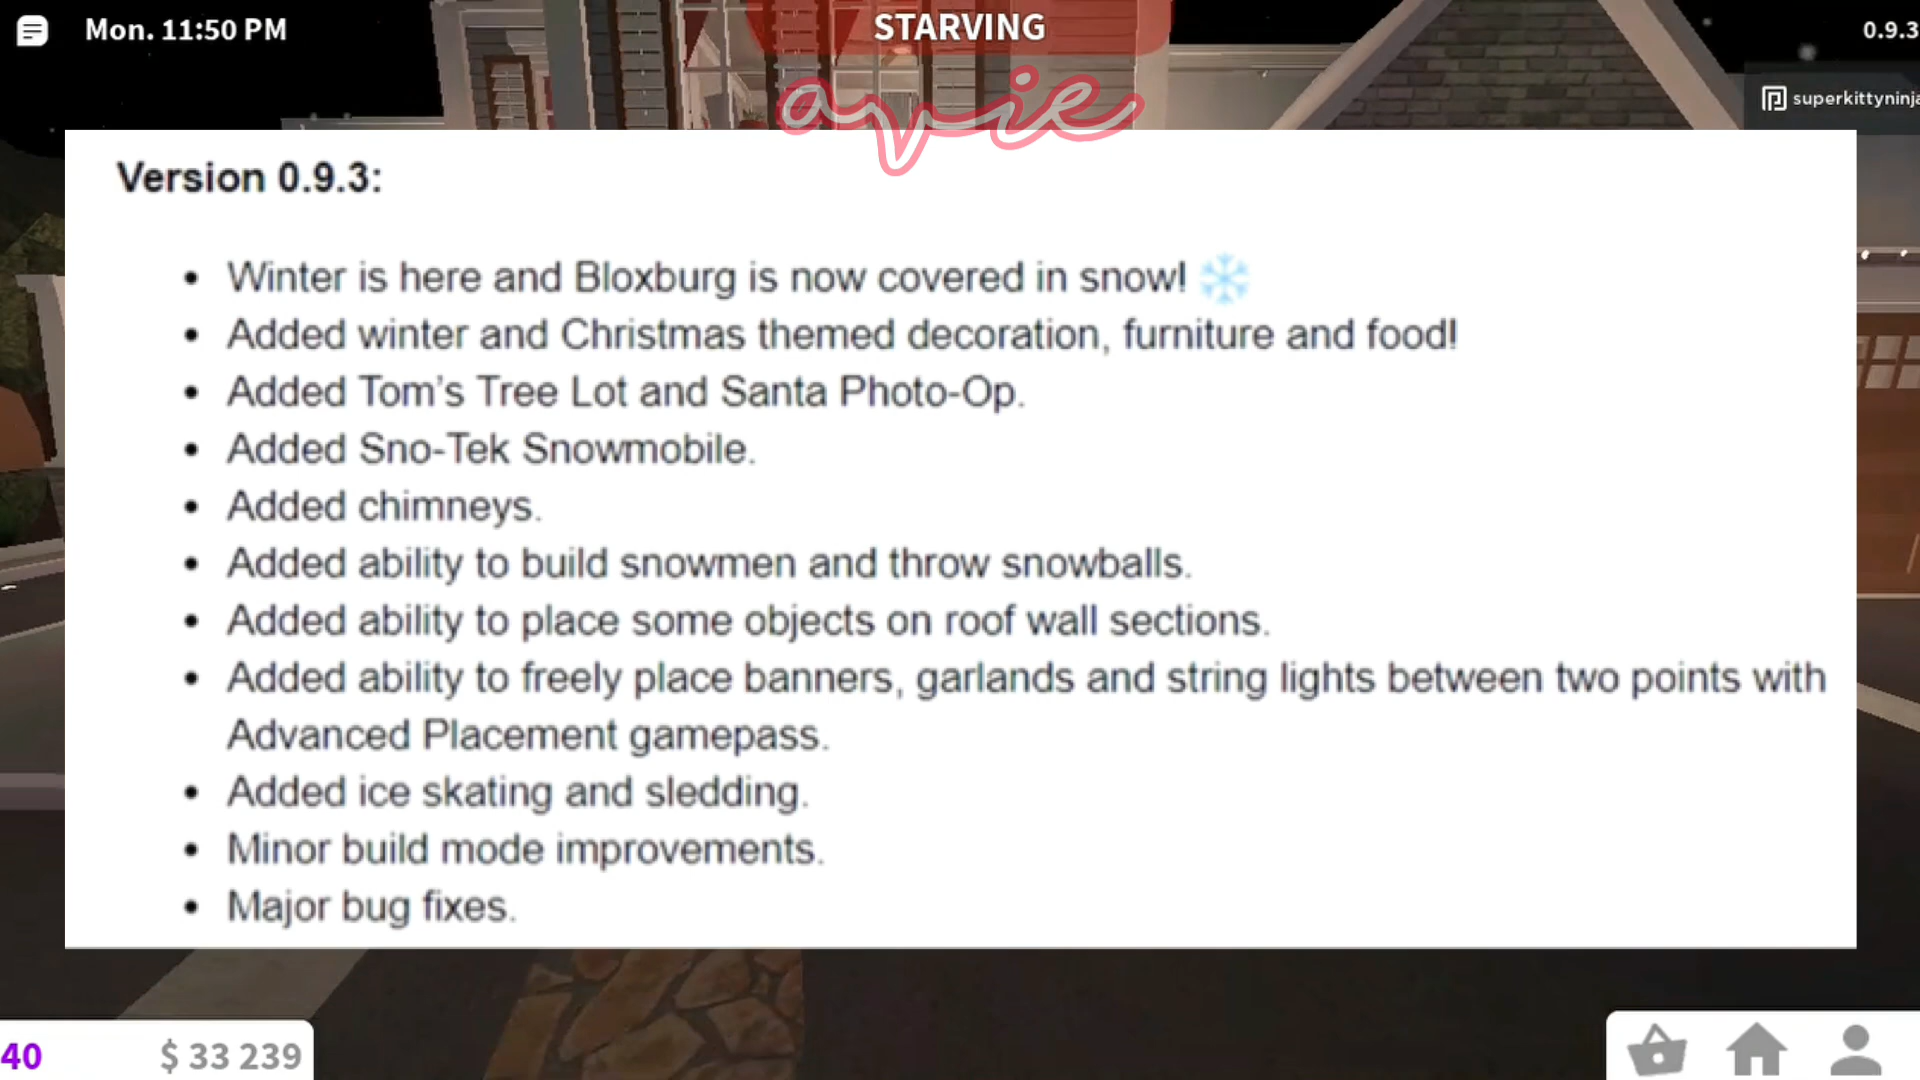 Mon. 11:50 PM
STARVING
0.9.3
avie
superkittyninja
Version 0.9.3:
• Winter is here and Bloxburg is now covered in snow! ❄️
• Added winter and Christmas themed decoration, furniture and food!
• Added Tom’s Tree Lot and Santa Photo-Op.
• Added Sno-Tek Snowmobile.
• Added chimneys.
• Added ability to build snowmen and throw snowballs.
• Added ability to place some objects on roof wall sections.
• Added ability to freely place banners, garlands and string lights between two points with
Advanced Placement gamepass.
• Added ice skating and sledding.
• Minor build mode improvements.
• Major bug fixes.
40
$ 33 239